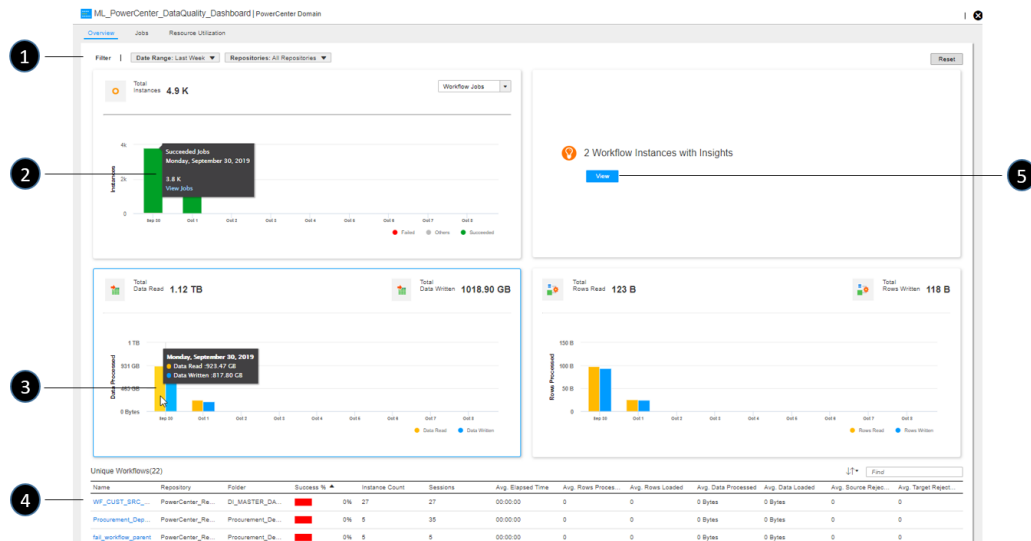 ML_PowerCenter_DataQuality_Dashboard | PowerCenter Domain
Overview Jobs Resource Utilization
1
Filter | Date Range: Last Week Repositories: All Repositories Reset
Total Instances 4.9 K Workflow Jobs
4k
2k
0
Instances
2
Succeeded Jobs
Monday, September 30, 2019
3.8 K
View Jobs
Sep 30 Oct 1 Oct 2 Oct 3 Oct 4 Oct 5 Oct 6 Oct 7 Oct 8
Failed Others Succeeded
2 Workflow Instances with Insights
View
5
Total Data Read 1.12 TB Total Data Written 1018.90 GB
1 TB
931 GB
0 Bytes
Data Processed
3
Monday, September 30, 2019
Data Read :923.47 GB
Data Written :817.80 GB
Sep 30 Oct 1 Oct 2 Oct 3 Oct 4 Oct 5 Oct 6 Oct 7 Oct 8
Data Read Data Written
Total Rows Read 123 B Total Rows Written 118 B
150 B
100 B
50 B
0
Rows Processed
Sep 30 Oct 1 Oct 2 Oct 3 Oct 4 Oct 5 Oct 6 Oct 7 Oct 8
Rows Read Rows Written
Unique Workflows(22) Find
4
Name Repository Folder Success % Instance Count Sessions Avg. Elapsed Time Avg. Rows Proces... Avg. Rows Loaded Avg. Data Processed Avg. Data Loaded Avg. Source Rejec... Avg. Target Reject...
WF_CUST_SRC_... PowerCenter_Re... DI_MASTER_DA... 0% 27 27 00:00:00 0 0 0 Bytes 0 Bytes 0 0
Procurement_Dep... PowerCenter_Re... Procurement_De... 0% 5 35 00:00:00 0 0 0 Bytes 0 Bytes 0 0
fail_workflow_parent PowerCenter_Re... Procurement_De... 0% 5 5 00:00:00 0 0 0 Bytes 0 Bytes 0 0